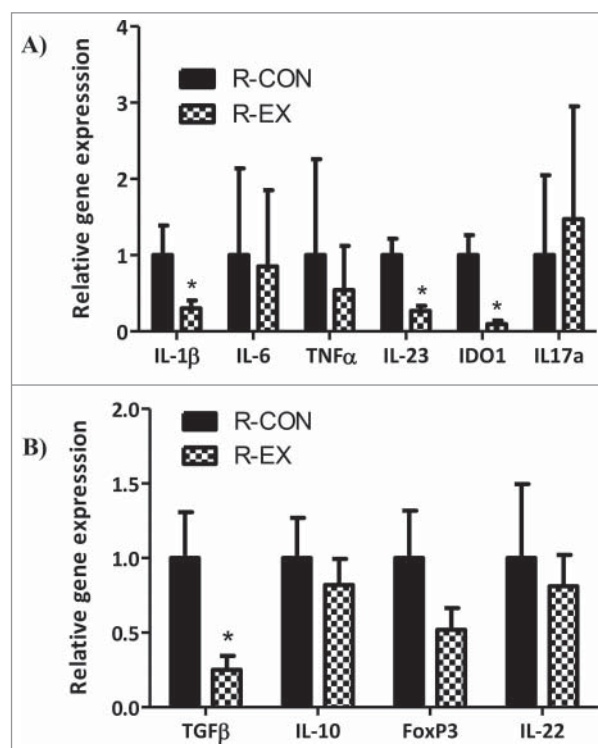 A)
4
R-CON
R-EX
3
2
1
0
Relative gene expresssion
* * *
IL-1β IL-6 TNFα IL-23 IDO1 IL17a
B)
2.0
R-CON
R-EX
1.5
1.0
0.5
0.0
Relative gene expresssion
*
TGFβ IL-10 FoxP3 IL-22